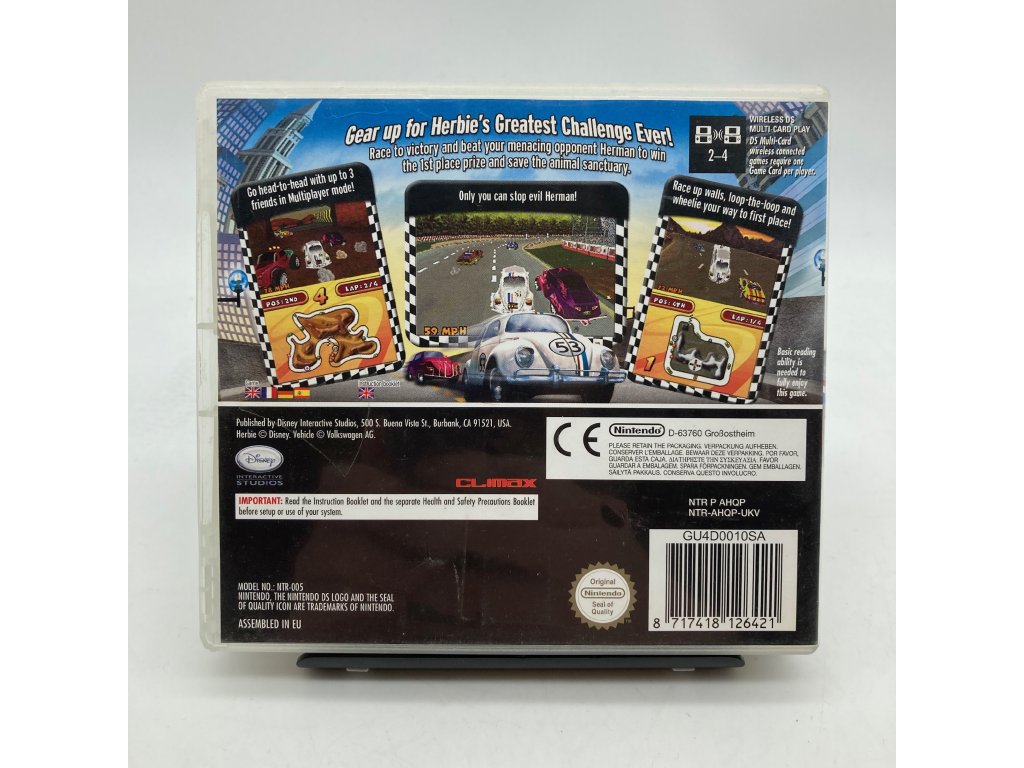 Gear up for Herbie's Greatest Challenge Ever!
Race to victory and beat your menacing opponent Herman to win
the 1st place prize and save the animal sanctuary.
2-4
WIRELESS DS
MULTI-CARD PLAY
DS Multi-Card
wireless connected
games require one
Game Card per player.
Go head-to-head with up to 3
friends in Multiplayer mode!
78 MPH
POS: 2ND
4
LAP: 2/4
Only you can stop evil Herman!
59 MPH
53
Race up walls, loop-the-loop and
wheelie your way to first place!
POS: 4TH
LAP: 1/4
1
Basic reading
ability is
needed to
fully enjoy
this game.
Game
Instruction booklet
Published by Disney Interactive Studios, 500 S. Buena Vista St., Burbank, CA 91521, USA.
Herbie © Disney. Vehicle © Volkswagen AG.
Disney
INTERACTIVE
STUDIOS
CLIMAX
CE
Nintendo
D-63760 Großostheim
PLEASE RETAIN THE PACKAGING. VERPACKUNG AUFHEBEN.
CONSERVER L'EMBALLAGE. BEWAAR DEZE VERPAKKING. POR FAVOR,
GUARDA ESTA CAJA. ΔΙΑΤΗΡΗΣΤΕ ΤΗΝ ΣΥΣΚΕΥΑΣΙΑ. FAVOR
GUARDAR A EMBALAGEM. SPARA FÖRPACKNINGEN. GEM EMBALLAGEN.
SÄILYTÄ PAKKAUS. CONSERVA QUESTO INVOLUCRO.
IMPORTANT: Read the Instruction Booklet and the separate Health and Safety Precautions Booklet
before setup or use of your system.
NTR P AHQP
NTR-AHQP-UKV
GU4D0010SA
8 717418 126421
Original
Nintendo
Seal of
Quality
MODEL NO.: NTR-005
NINTENDO, THE NINTENDO DS LOGO AND THE SEAL
OF QUALITY ICON ARE TRADEMARKS OF NINTENDO.
ASSEMBLED IN EU